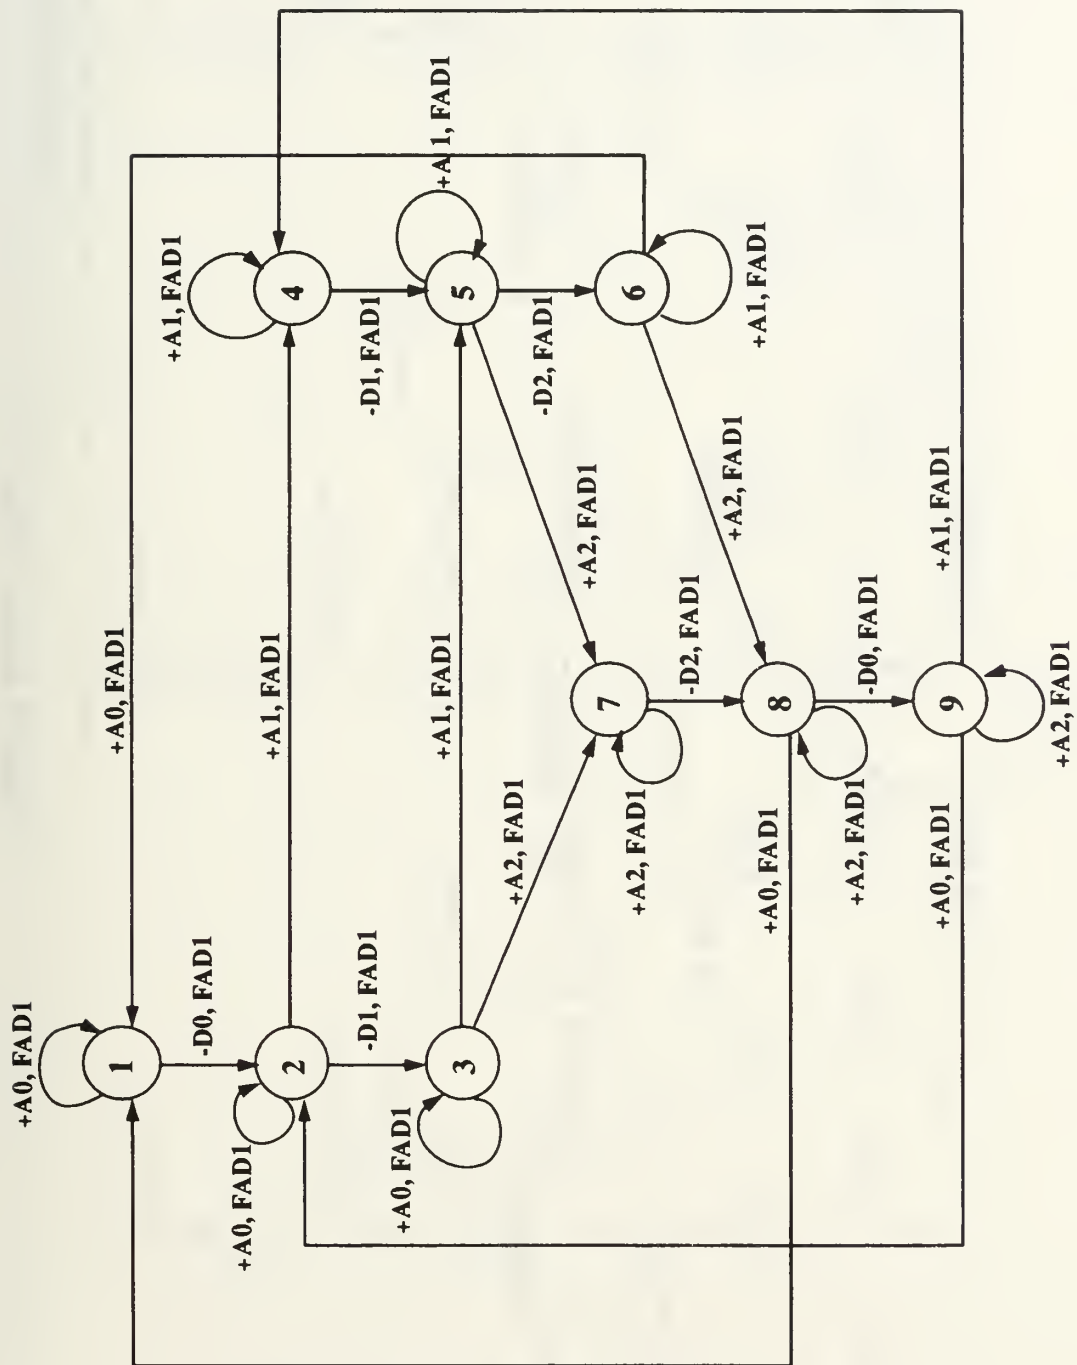 +A0, FAD1
+A0, FAD1
1
+A1, FAD1
-D0, FAD1
+A0, FAD1
+A1, FAD1
2
4
-D1, FAD1
-D1, FAD1
+A0, FAD1
+A1, FAD1
+A1, FAD1
3
5
+A2, FAD1
-D2, FAD1
+A2, FAD1
7
6
+A2, FAD1
-D2, FAD1
+A2, FAD1
+A1, FAD1
+A0, FAD1
8
+A2, FAD1
-D0, FAD1
+A0, FAD1
+A1, FAD1
9
+A2, FAD1